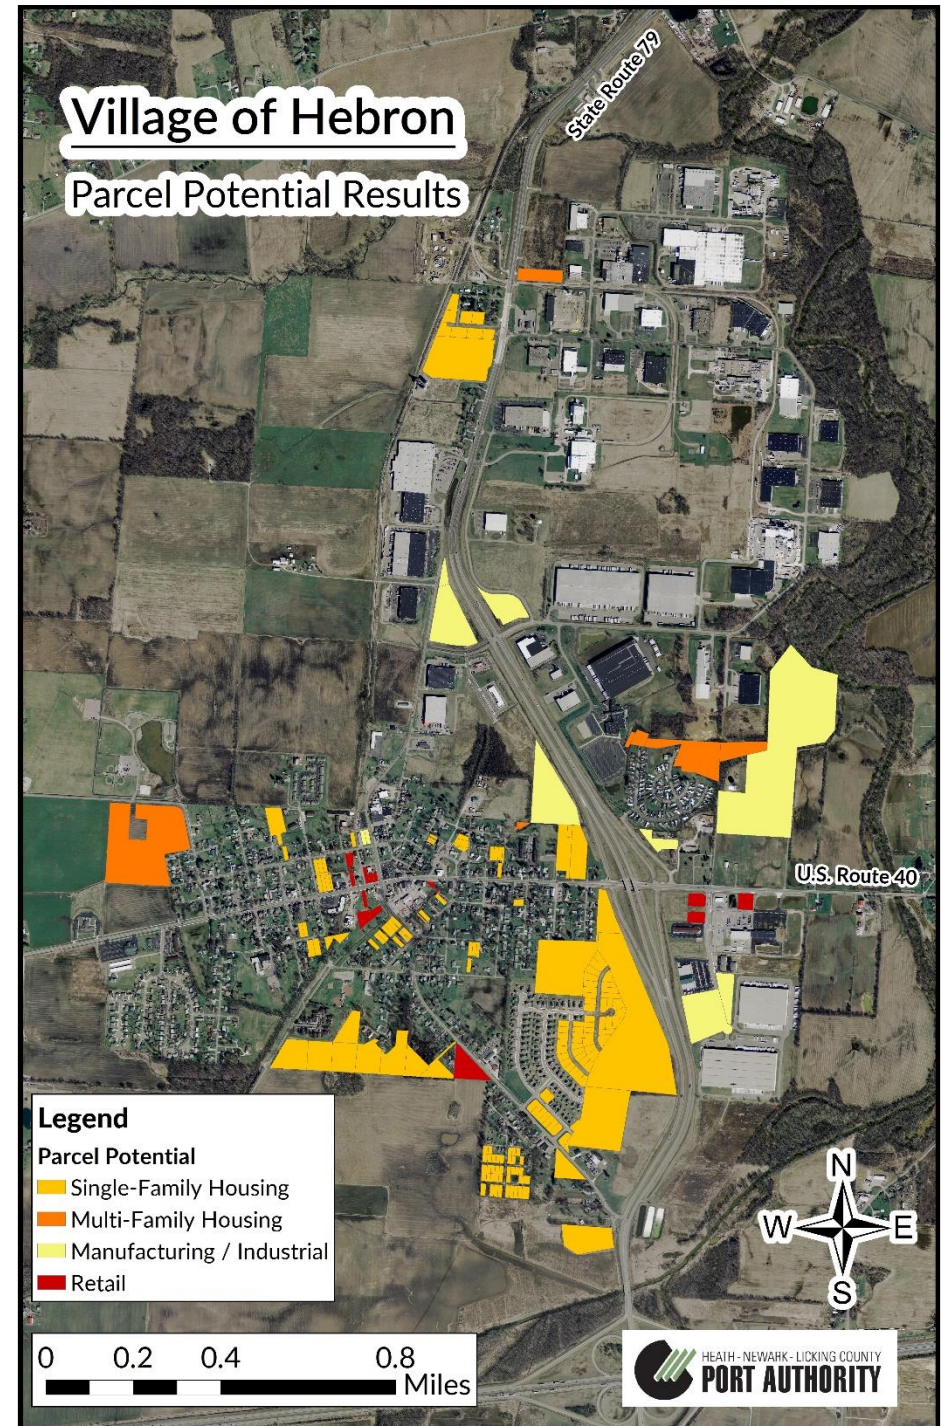 Village of Hebron
Parcel Potential Results
State Route 79
U.S. Route 40
Legend
Parcel Potential
Single-Family Housing
Multi-Family Housing
Manufacturing / Industrial
Retail
N
W E
S
0 0.2 0.4 0.8
Miles
HEATH - NEWARK - LICKING COUNTY
PORT AUTHORITY